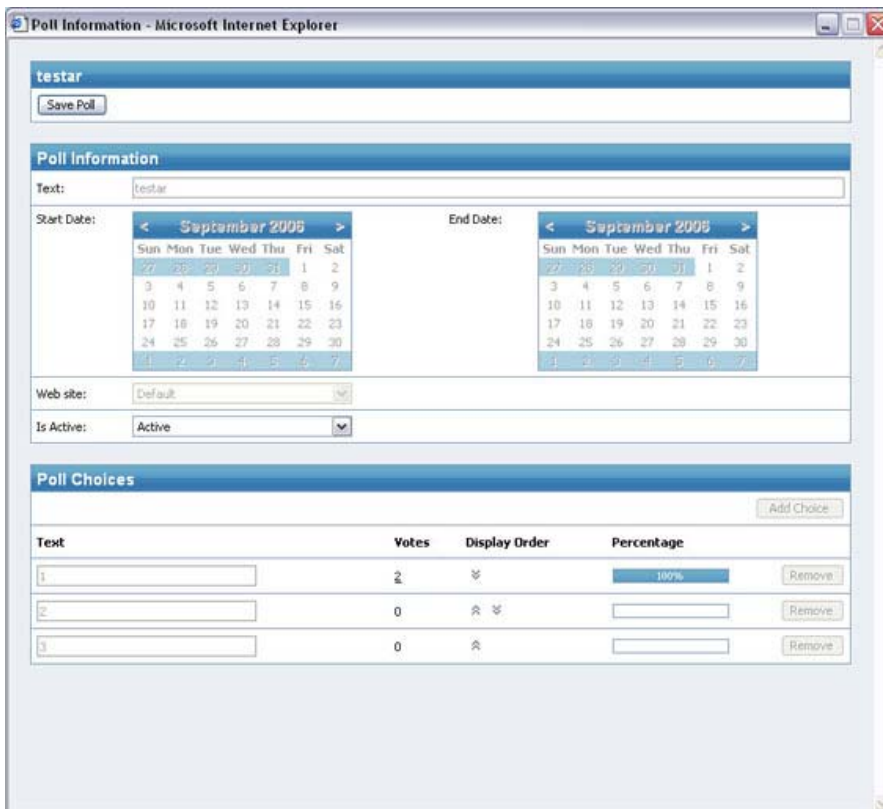 Poll Information - Microsoft Internet Explorer
testar
Save Poll
Poll Information
Text: testar
Start Date: End Date:
< September 2006 > < September 2006 >
Sun Mon Tue Wed Thu Fri Sat Sun Mon Tue Wed Thu Fri Sat
27 28 29 30 31 1 2 27 28 29 30 31 1 2
3 4 5 6 7 8 9 3 4 5 6 7 8 9
10 11 12 13 14 15 16 10 11 12 13 14 15 16
17 18 19 20 21 22 23 17 18 19 20 21 22 23
24 25 26 27 28 29 30 24 25 26 27 28 29 30
1 2 3 4 5 6 7 1 2 3 4 5 6 7
Web site: Default
Is Active: Active
Poll Choices
Add Choice
Text Votes Display Order Percentage
1 2 100% Remove
2 0 Remove
3 0 Remove